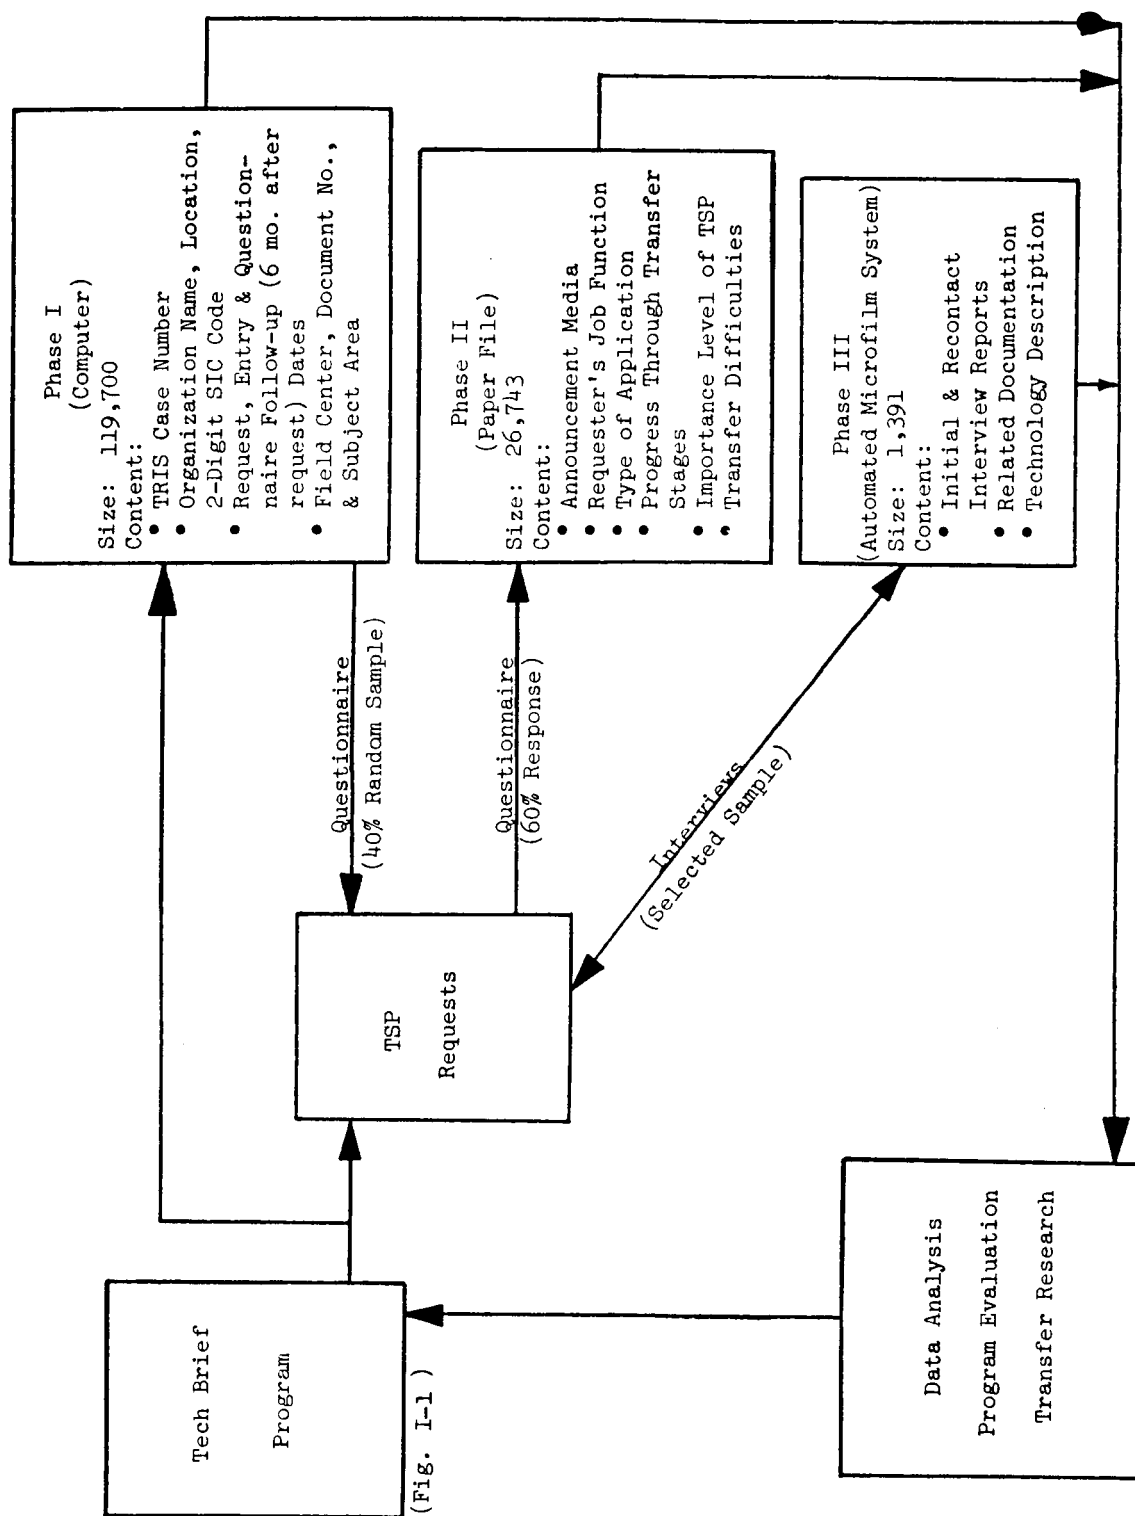 Tech Brief
Program
(Fig. I-1 )
TSP
Requests
Questionnaire
(40% Random Sample)
Questionnaire
(60% Response)
Interviews
(Selected Sample)
Phase I
(Computer)
Size: 119,700
Content:
• TRIS Case Number
• Organization Name, Location,
2-Digit SIC Code
• Request, Entry & Question-
naire Follow-up (6 mo. after
request) Dates
• Field Center, Document No.,
& Subject Area
Phase II
(Paper File)
Size: 26,743
Content:
• Announcement Media
• Requester's Job Function
• Type of Application
• Progress Through Transfer
Stages
• Importance Level of TSP
• Transfer Difficulties
Phase III
(Automated Microfilm System)
Size: 1,391
Content:
• Initial & Recontact
Interview Reports
• Related Documentation
• Technology Description
Data Analysis
Program Evaluation
Transfer Research